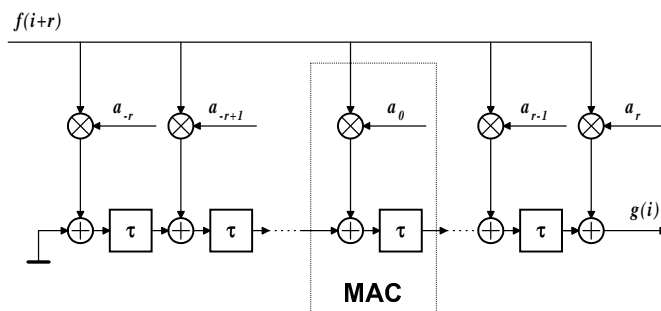 f(i+r)
a-r a-r+1 a0 ar-1 ar
τ τ τ τ g(i)
MAC